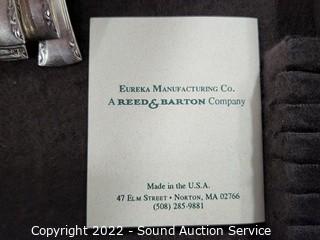 EUREKA MANUFACTURING CO.
A REED & BARTON Company
Made in the U.S.A.
47 ELM STREET • NORTON, MA 02766
(508) 285-9881
Copyright 2022 - Sound Auction Service